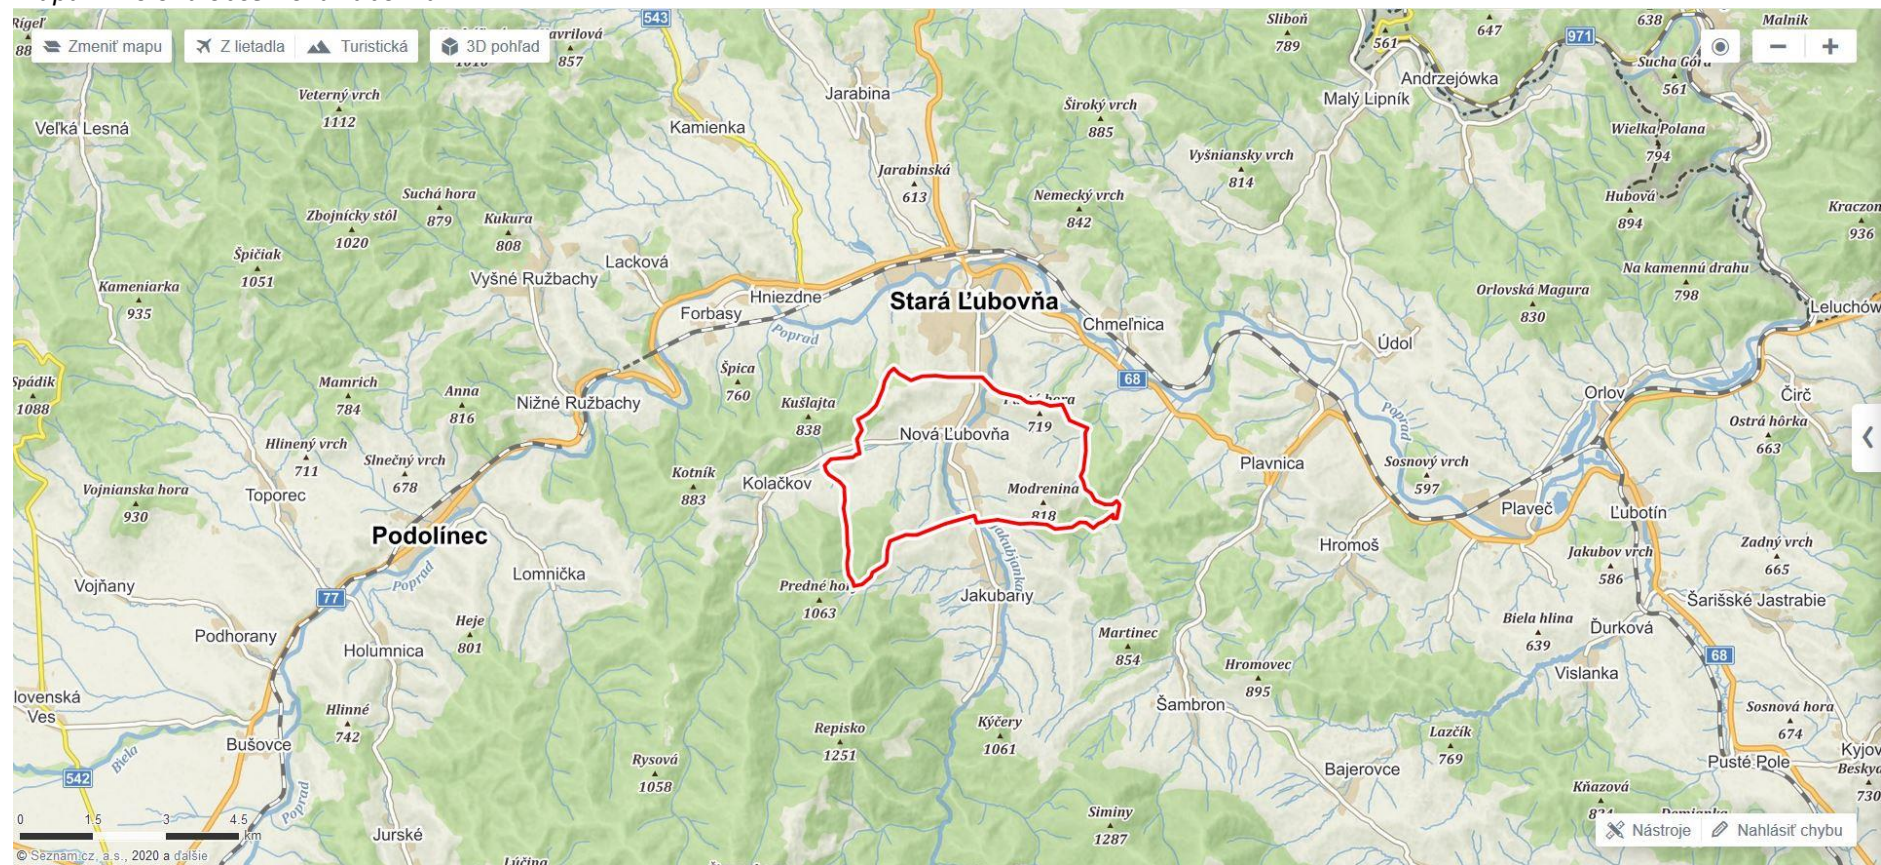 Rígeľ
543
Sliboň
789
647
638
Malník
Zmeniť mapu
Z lietadla
Turistická
3D pohľad
857
561
971
Sucha Góra
561
Andrzejówka
Malý Lipník
Veterný vrch
1112
Jarabina
Široký vrch
885
Veľká Lesná
Kamienka
Wielka Polana
794
Vyšniansky vrch
814
Jarabinská
613
Suchá hora
879
Nemecký vrch
842
Hubová
894
Zbojnícky stôl
1020
Kukura
808
936
Špičiak
1051
Lacková
Vyšné Ružbachy
Na kamennú drahu
798
Kameniarka
935
Hniezdne
Orlovská Magura
830
Stará Ľubovňa
Leluchów
Forbasy
Poprad
Chmeľnica
Údol
Špica
760
68
Spádik
1088
Mamrich
784
Anna
816
Nižné Ružbachy
Kušlajta
838
719
Orlov
Čirč
Poprad
Ostrá hôrka
663
Hlinený vrch
711
Nová Ľubovňa
Slnečný vrch
678
Kotník
883
Kolačkov
Plavnica
Sosnový vrch
597
Vojnianska hora
930
Toporec
Modrenina
818
Plaveč
Ľubotín
Podolínec
Hromoš
Zadný vrch
665
Jakubov vrch
586
Jakubjanka
Vojňany
Poprad
Lomnička
Predné hory
1063
Jakubany
77
Šarišské Jastrabie
Heje
801
Podhorany
Martinec
854
Biela hlina
639
Ďurková
Holumnica
Hromovec
895
68
Vislanka
Šambron
Hlinné
742
Sosnová hora
674
Ves
Repisko
1251
Kýčery
1061
Lazčík
769
Bušovce
Biela
Rysová
1058
Kyjov
Pusté Pole
542
Bajerovce
Poprad
Kňazová
730
Siminy
1287
0 1.5 3 4.5
km
Jurské
Nástroje
Nahlásiť chybu
© Seznam.cz, a.s., 2020 a ďalšie